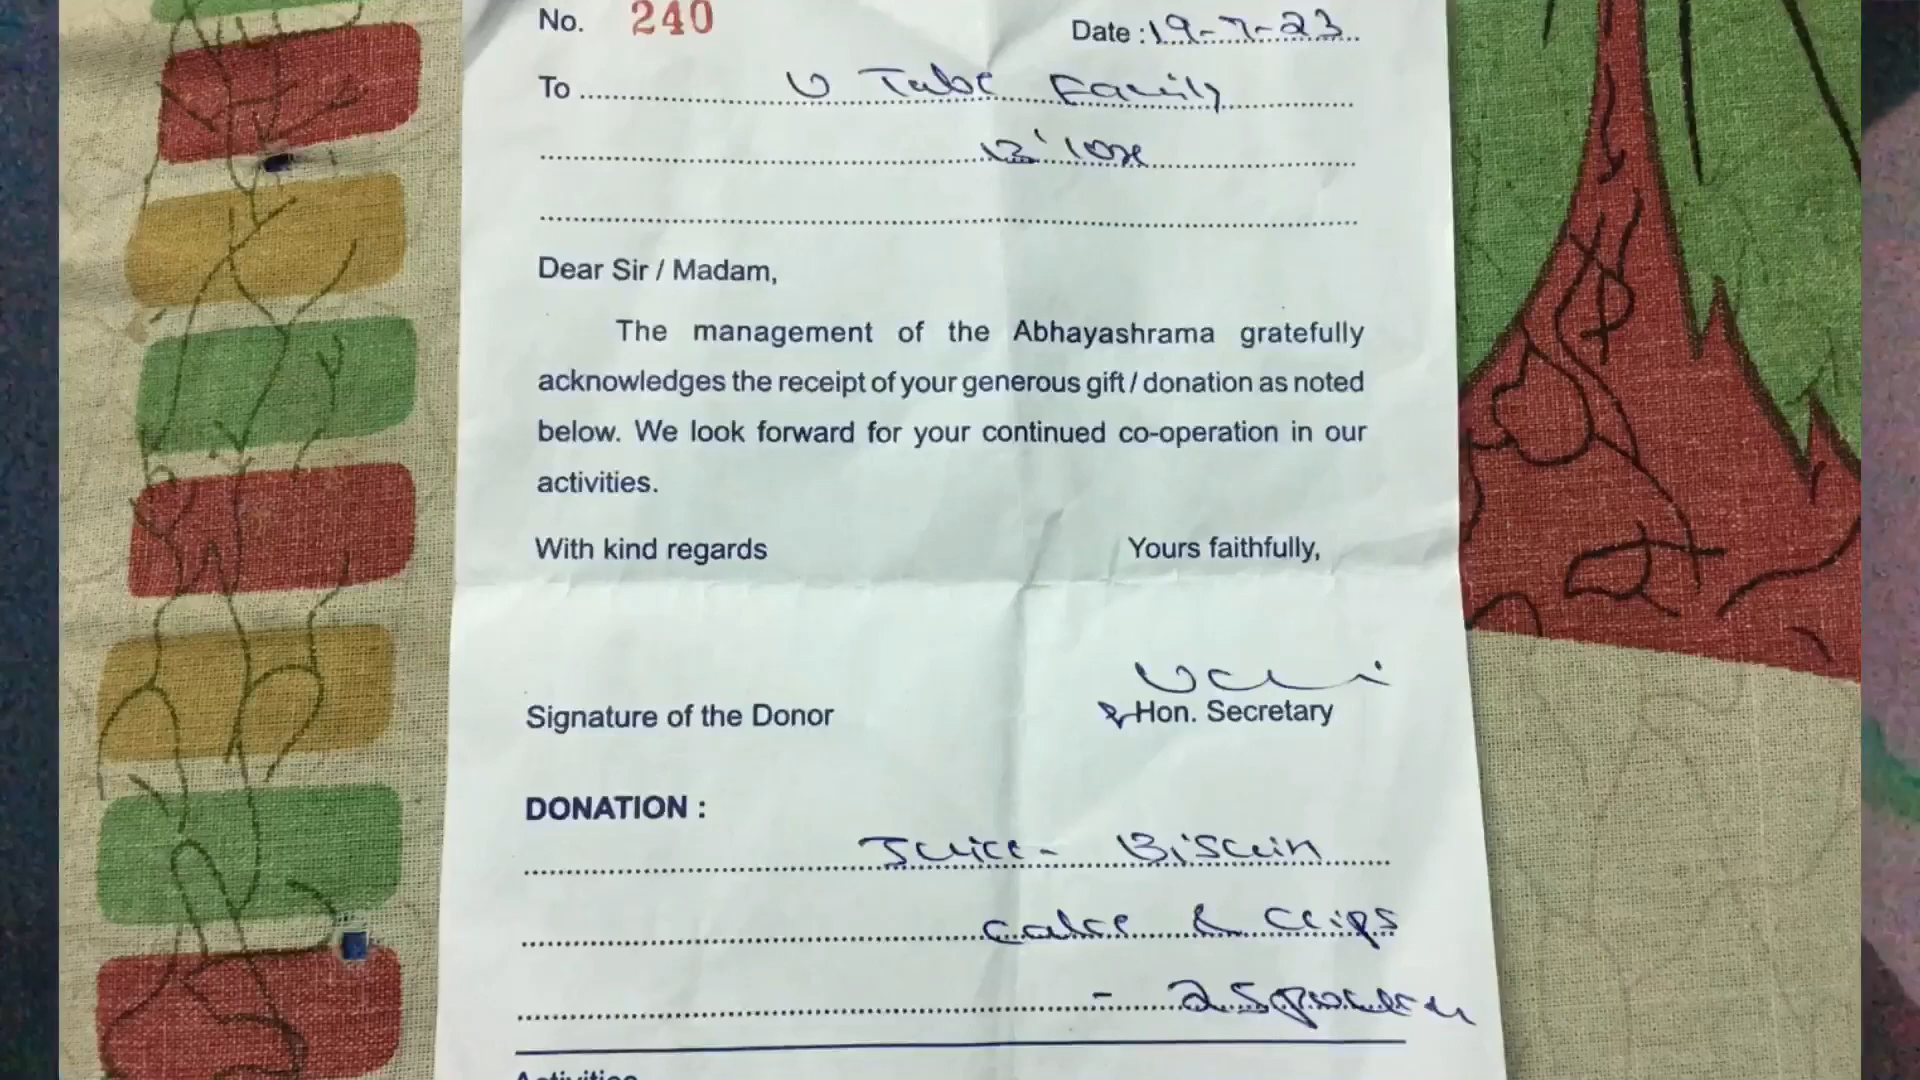 No. 240
Date : 19-7-23
To U Tube Family
B'lore
Dear Sir / Madam,
The management of the Abhayashrama gratefully
acknowledges the receipt of your generous gift / donation as noted
below. We look forward for your continued co-operation in our
activities.
With kind regards
Yours faithfully,
Signature of the Donor
Hon. Secretary
DONATION :
Juice - Biscuit
Cake & Chips
- 25